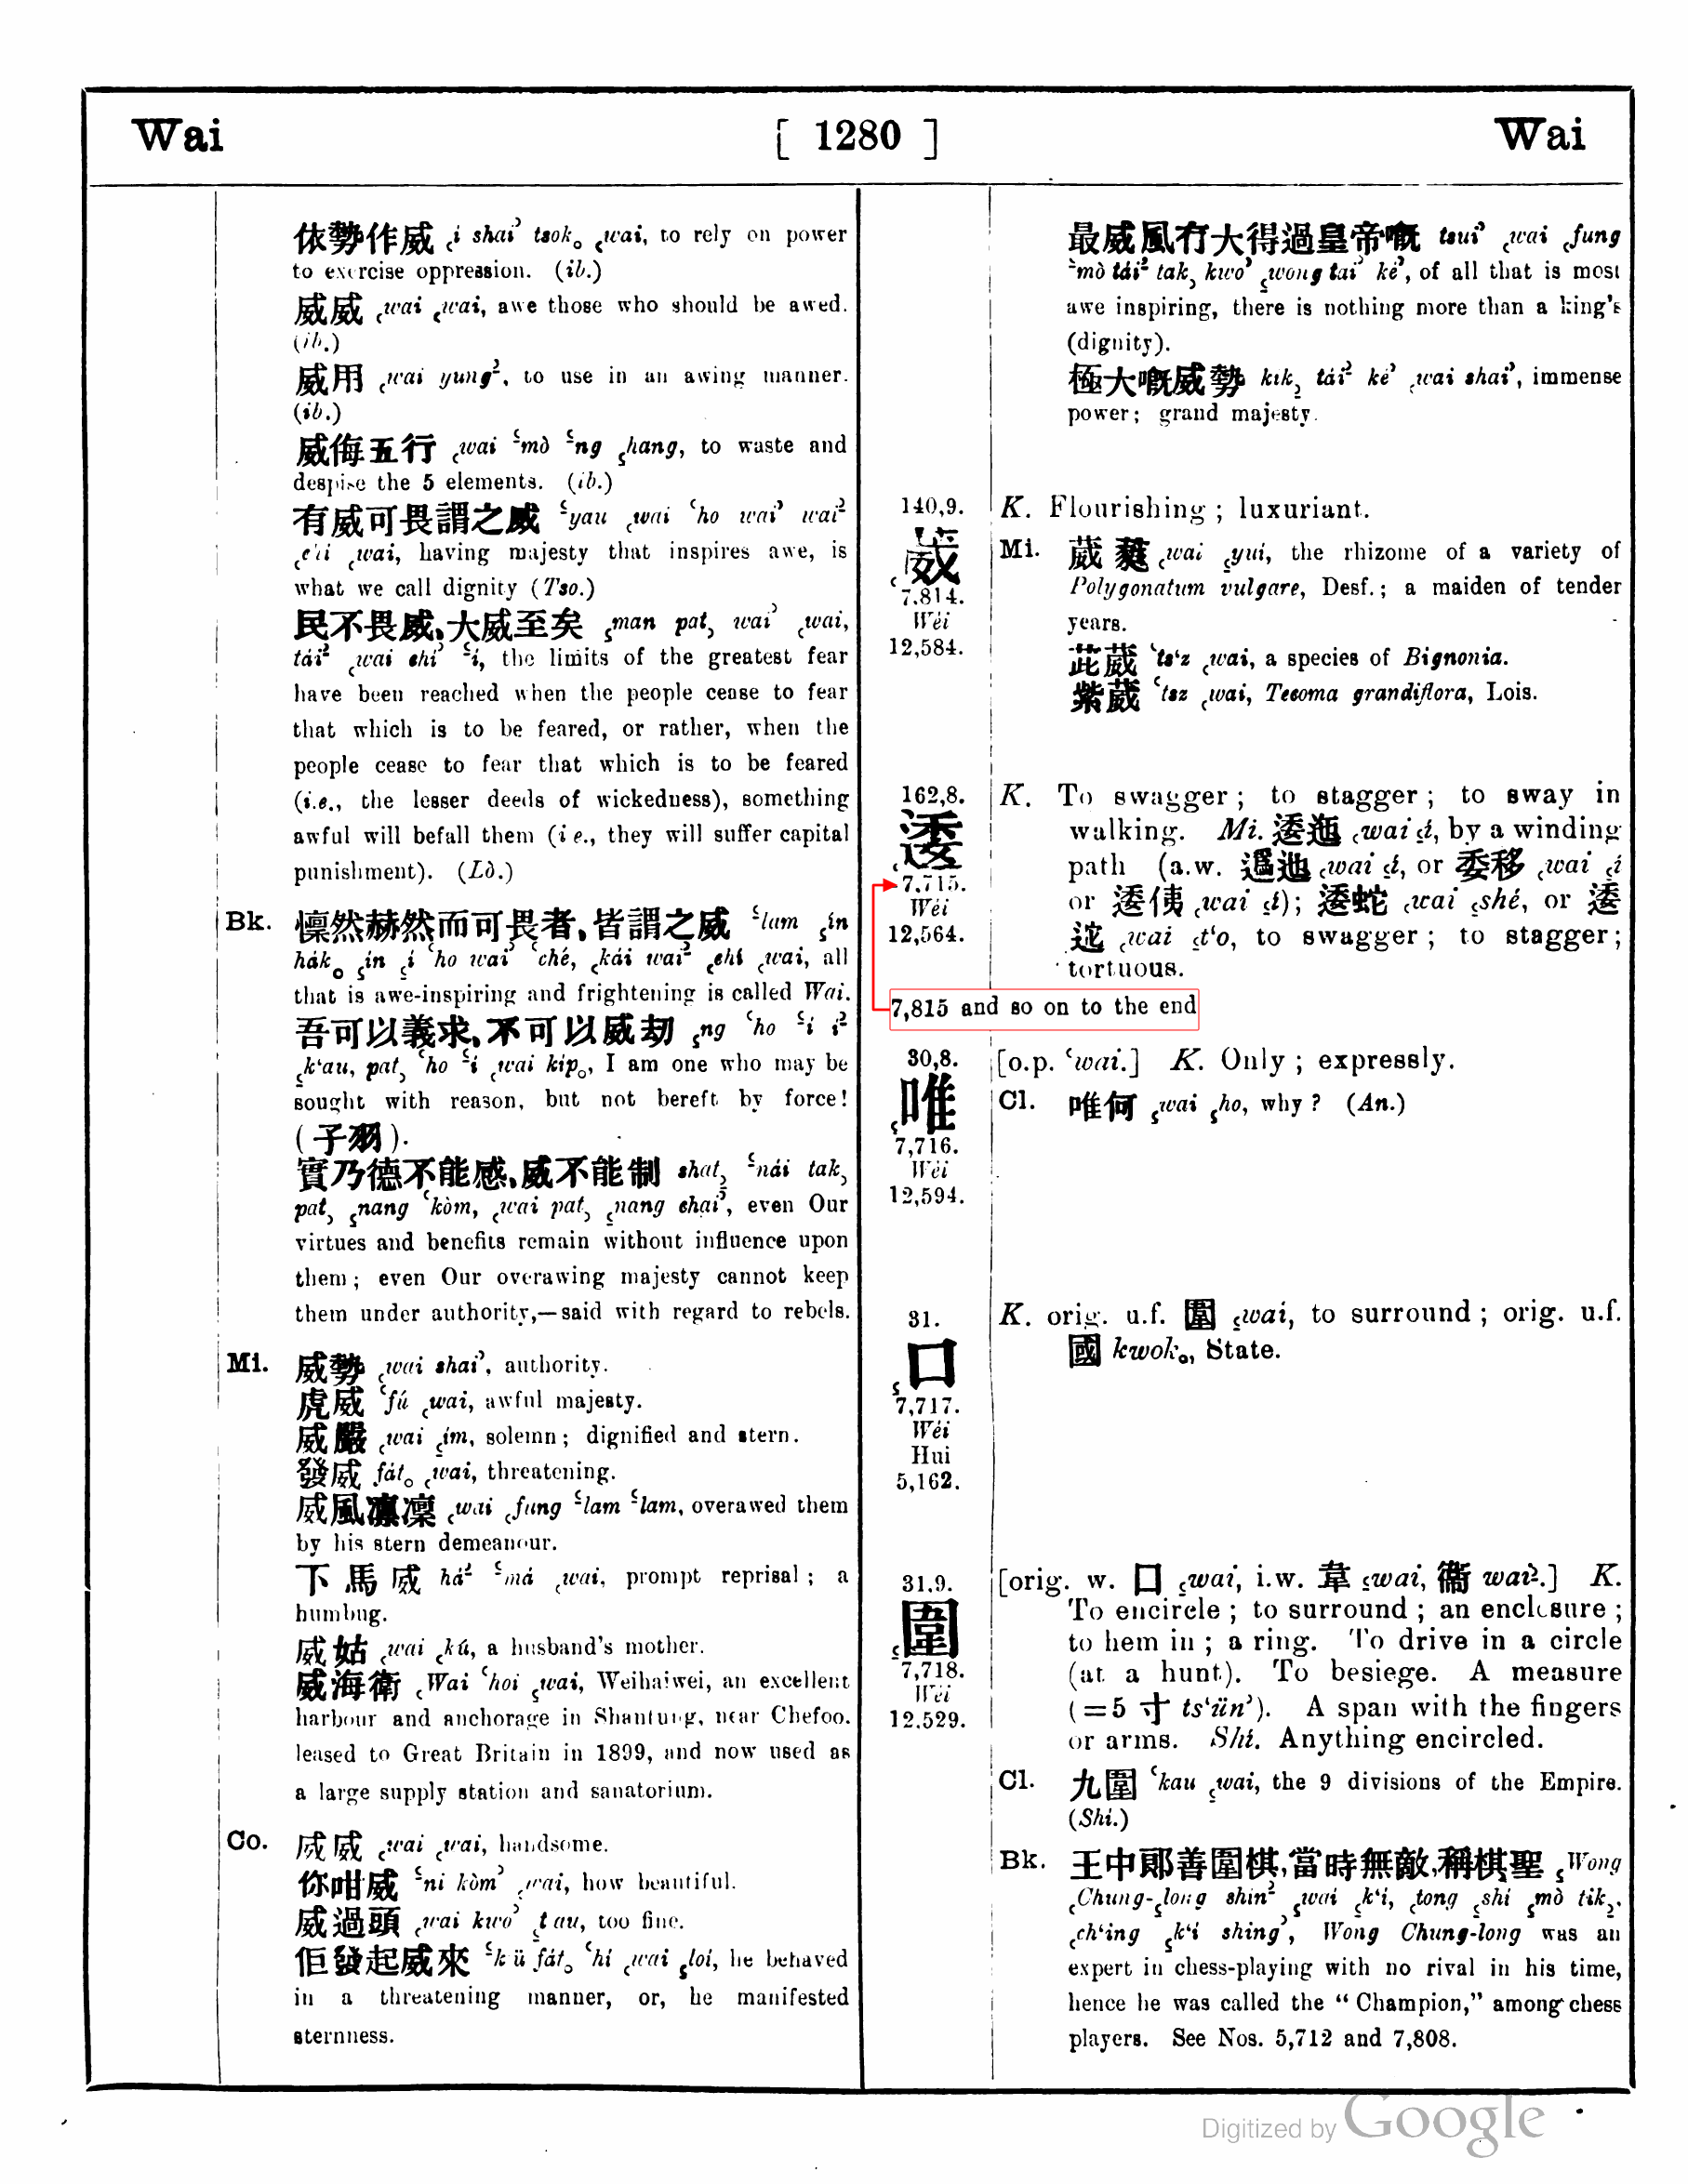 Wai [ 1280 ] Wai
依勢作威 ꜀í shai꜄ tsok꜇ ꜀wai, to rely on power
to exercise oppression. (ib.)
威威 ꜀wai ꜀wai, awe those who should be awed.
(ib.)
威用 ꜀wai yung꜅, to use in an awing manner.
(ib.)
威侮五行 ꜀wai ꜃mò ꜃ng ꜁hang, to waste and
despise the 5 elements. (ib.)
有威可畏謂之威 ꜃yau ꜀wai ꜂ho wai꜄ wai꜅
꜀chí ꜀wai, having majesty that inspires awe, is
what we call dignity (Tso.)
民不畏威、大威至矣 ꜁man pat꜆ wai꜄ ꜀wai,
tái꜅ ꜀wai chí꜄ ꜃í, the limits of the greatest fear
have been reached when the people cease to fear
that which is to be feared, or rather, when the
people cease to fear that which is to be feared
(i.e., the lesser deeds of wickedness), something
awful will befall them (i e., they will suffer capital
punishment). (Lò.)
Bk. 懍然赫然而可畏者、皆謂之威 ꜃lam ꜁ín
hák꜇ ꜁ín ꜁í ꜂ho wai꜄ ꜂ché, ꜀kái wai꜅ ꜀chí ꜀wai, all
that is awe-inspiring and frightening is called Wai.
吾可以義求、不可以威刧 ꜁ng ꜂ho ꜃í í꜅
꜁k‘au, pat꜆ ꜂ho ꜃í ꜀wai kíp꜇, I am one who may be
sought with reason, but not bereft by force!
(子羽).
實乃德不能感、威不能制 shat꜇ ꜃nái tak꜆
pat꜆ ꜁nang ꜂kòm, ꜀wai pat꜆ ꜁nang chai꜄, even Our
virtues and benefits remain without influence upon
them; even Our overawing majesty cannot keep
them under authority,—said with regard to rebels.
Mi. 威勢 ꜀wai shai꜄, authority.
虎威 ꜂fú ꜀wai, awful majesty.
威嚴 ꜀wai ꜁ím, solemn; dignified and stern.
發威 fát꜇ ꜀wai, threatening.
威風凛凜 ꜀wai ꜀fung ꜃lam ꜃lam, overawed them
by his stern demeanour.
下馬威 há꜅ ꜃má ꜀wai, prompt reprisal; a
humbug.
威姑 ꜀wai ꜀kú, a husband's mother.
威海衛 ꜀Wai ꜂hoi ꜁wai, Weihaiwei, an excellent
harbour and anchorage in Shantung, near Chefoo.
leased to Great Britain in 1899, and now used as
a large supply station and sanatorium.
Co. 威威 ꜀wai ꜀wai, handsome.
你咁威 ꜃ni kòm꜄ ꜀wai, how beautiful.
威過頭 ꜀wai kwo꜄ ꜁t au, too fine.
佢發起威來 ꜃k ü fát꜇ ꜂hí ꜀wai ꜁loi, he behaved
in a threatening manner, or, he manifested
sternness.
最威風冇大得過皇帝嘅 tsui꜄ ꜀wai ꜀fung
꜃mò tái꜅ tak꜆ kwo꜄ ꜁wong tai꜄ ké꜄, of all that is most
awe inspiring, there is nothing more than a king's
(dignity).
極大嘅威勢 kik꜇ tái꜅ ké꜄ ꜀wai shai꜄, immense
power; grand majesty.
140,9.
葳
7,814.
Wéi
12,584.
K. Flourishing; luxuriant.
Mi. 葳蕤 ꜀wai ꜁yuí, the rhizome of a variety of
Polygonatum vulgare, Desf.; a maiden of tender
years.
茈葳 ꜂ts‘z ꜀wai, a species of Bignonia.
紫葳 ꜂tsz ꜀wai, Tecoma grandiflora, Lois.
162,8.
逶
7,715.
Wéi
12,564.
K. To swagger; to stagger; to sway in
walking. Mi. 逶迤 ꜀wai ꜁í, by a winding
path (a.w. 𨗨迆 ꜀wai ꜁í, or 委移 ꜀wai ꜁í
or 逶侇 ꜀wai ꜁í); 逶蛇 ꜀wai ꜁shé, or 逶
迱 ꜀wai ꜁t‘o, to swagger; to stagger;
tortuous.
7,815 and so on to the end
30,8.
唯
7,716.
Wéi
12,594.
[o.p. ꜂wai.] K. Only; expressly.
Cl. 唯何 ꜁wai ꜁ho, why? (An.)
31.
囗
7,717.
Wéi
Hui
5,162.
K. orig. u.f. 圍 ꜁wai, to surround; orig. u.f.
國 kwok꜇, State.
31,9.
圍
7,718.
Wéi
12,529.
[orig. w. 囗 ꜁wai, i.w. 韋 ꜁wai, 衞 wai꜅.] K.
To encircle; to surround; an enclosure;
to hem in; a ring. To drive in a circle
(at a hunt). To besiege. A measure
(=5 寸 ts‘ün꜄). A span with the fingers
or arms. Shí. Anything encircled.
Cl. 九圍 ꜂kau ꜁wai, the 9 divisions of the Empire.
(Shí.)
Bk. 王中郎善圍棋,當時無敵,稱棋聖 ꜁Wong
꜀Chung-꜁long shin꜅ ꜁wai ꜁k‘i, ꜀tong ꜁shi ꜁mò tik꜇,
꜀ch‘ing ꜁k‘i shing꜄, Wong Chung-long was an
expert in chess-playing with no rival in his time,
hence he was called the “Champion,” among chess
players. See Nos. 5,712 and 7,808.
Digitized by Google